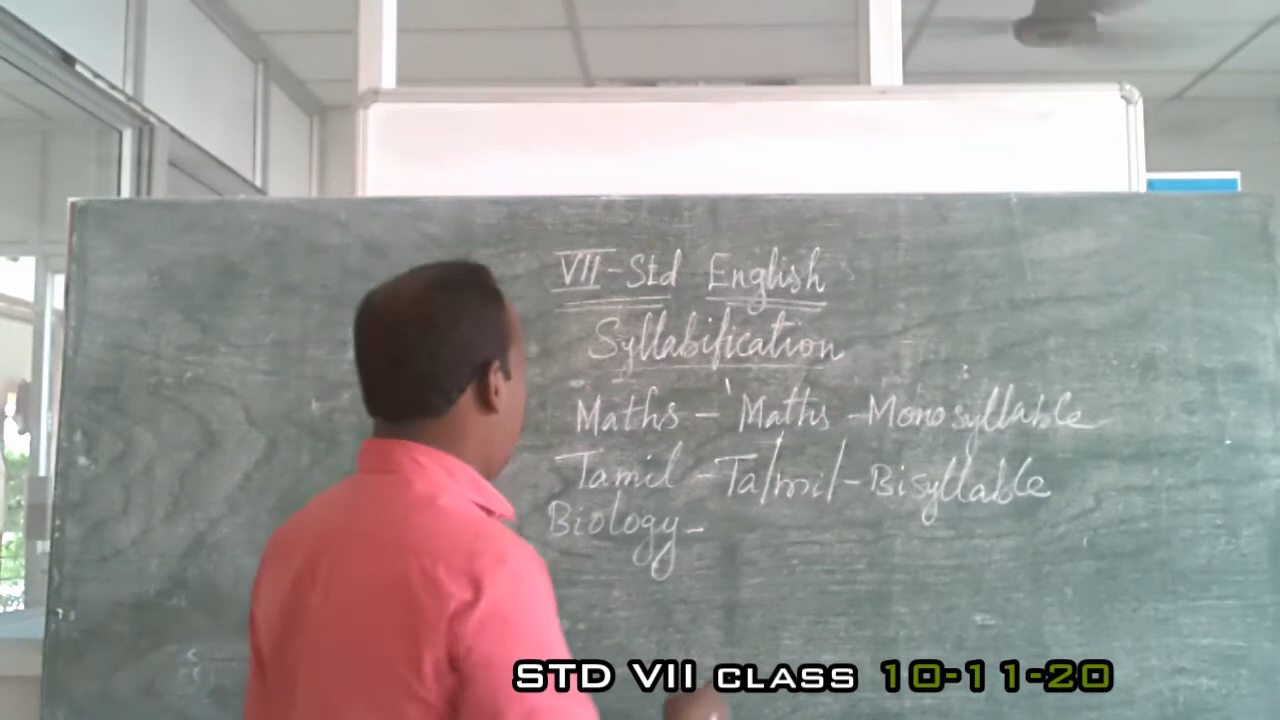 VII-Std English
Syllabification
Maths - 'Maths - Monosyllable
Tamil - Ta/mil/- Bisyllable
Biology -
STD VII CLASS 10-11-20